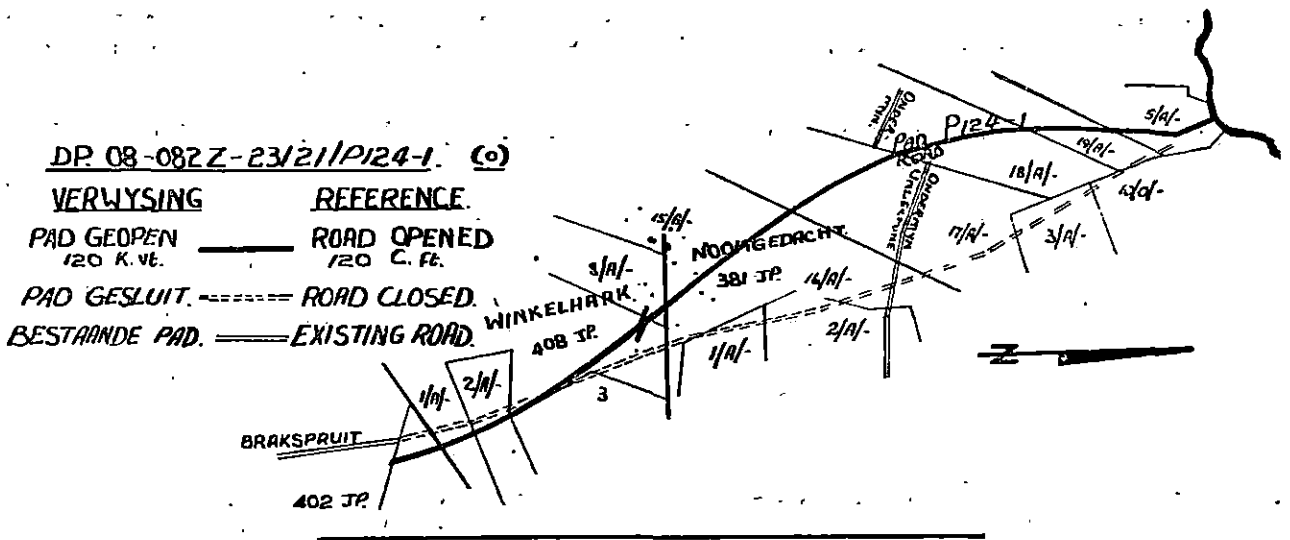 DP. 08-082Z-23/21/P124-1. (o)
VERWYSING REFERENCE.
PAD GEOPEN ROAD OPENED
120 K. vt. 120 C. ft.
PAD GESLUIT. ROAD CLOSED.
BESTAANDE PAD. EXISTING ROAD.
BRAKSPRUIT
402 JP.
1/A/-
2/A/-
WINKELHARK
408 JP.
3
3/A/-
15/B/-
NOOITGEDACHT.
381 JP.
1/A/-
16/A/-
2/A/-
PAD
ROAD
P124-1
17/A/-
3/A/-
18/A/-
19/A/-
5/A/-
N